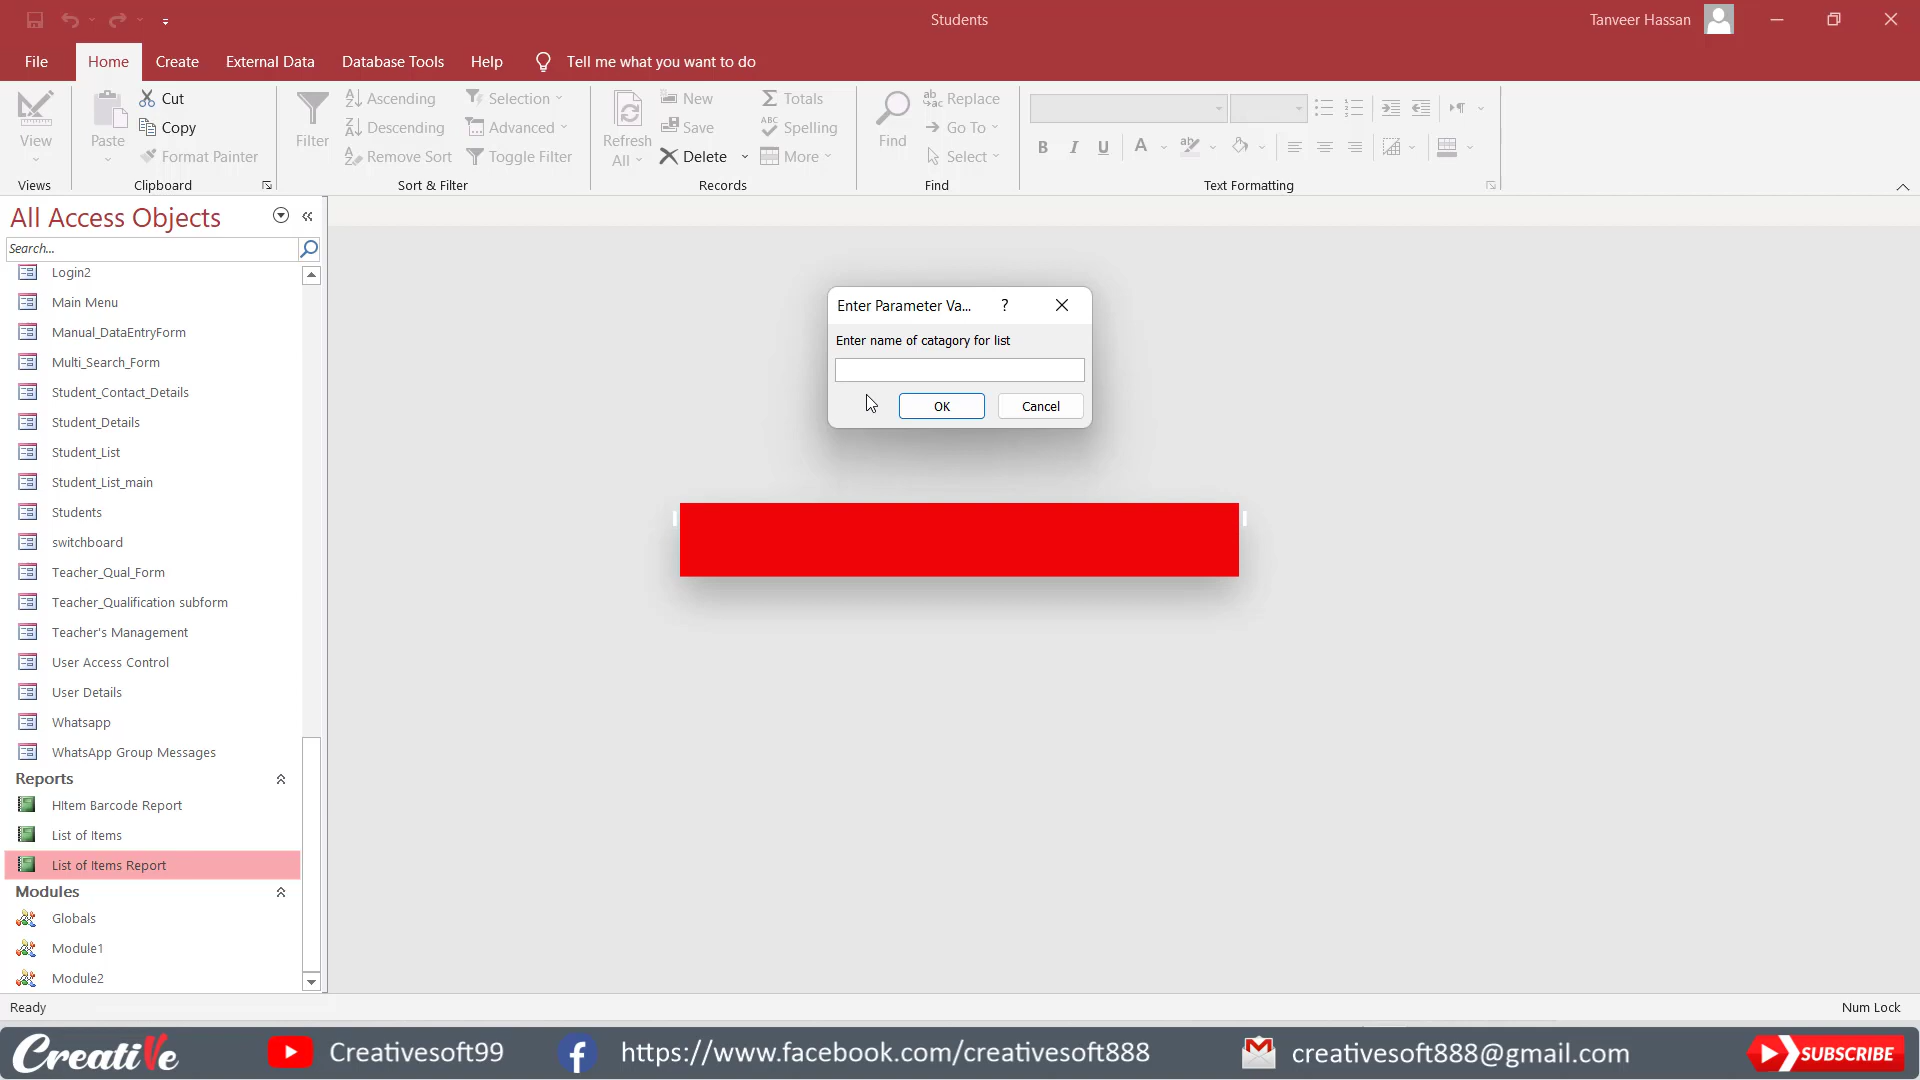 Students
Tanveer Hassan
File
Home
Create
External Data
Database Tools
Help
Tell me what you want to do
View
Views
Paste
Cut
Copy
Format Painter
Clipboard
Filter
Ascending
Descending
Remove Sort
Selection
Advanced
Toggle Filter
Sort & Filter
Refresh
All
New
Save
Delete
Totals
Spelling
More
Records
Find
Replace
Go To
Select
Find
B I U A
Text Formatting
All Access Objects
Search...
Login2
Main Menu
Manual_DataEntryForm
Multi_Search_Form
Student_Contact_Details
Student_Details
Student_List
Student_List_main
Students
switchboard
Teacher_Qual_Form
Teacher_Qualification subform
Teacher's Management
User Access Control
User Details
Whatsapp
WhatsApp Group Messages
Reports
HItem Barcode Report
List of Items
List of Items Report
Modules
Globals
Module1
Module2
Enter Parameter Va...
?
Enter name of catagory for list
OK
Cancel
Ready
Num Lock
Creative
Creativesoft99
https://www.facebook.com/creativesoft888
creativesoft888@gmail.com
SUBSCRIBE